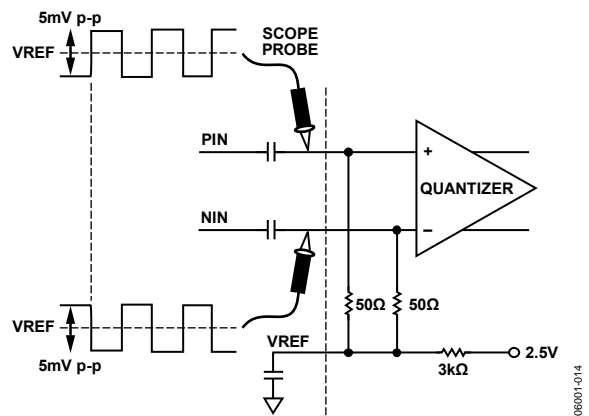 5mV p-p
VREF
SCOPE
PROBE
PIN
+
QUANTIZER
NIN
–
50Ω
50Ω
VREF
5mV p-p
VREF
3kΩ
2.5V
06001-014